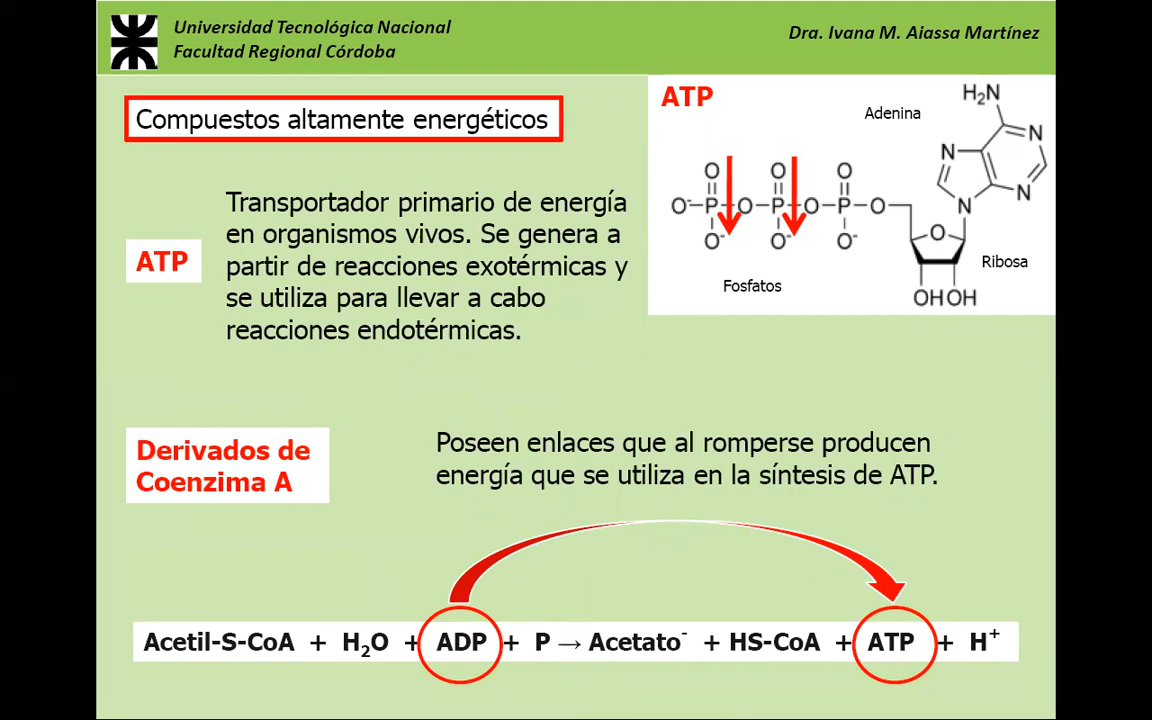 Universidad Tecnológica Nacional
Facultad Regional Córdoba
Dra. Ivana M. Aiassa Martínez
Compuestos altamente energéticos
ATP
Transportador primario de energía
en organismos vivos. Se genera a
partir de reacciones exotérmicas y
se utiliza para llevar a cabo
reacciones endotérmicas.
ATP
Adenina
H₂N
N
N
N
N
O O O
O⁻ P O P O P O
O⁻ O⁻ O⁻
O
Ribosa
Fosfatos
OH OH
Derivados de
Coenzima A
Poseen enlaces que al romperse producen
energía que se utiliza en la síntesis de ATP.
Acetil-S-CoA + H₂O + ADP + P → Acetato⁻ + HS-CoA + ATP + H⁺